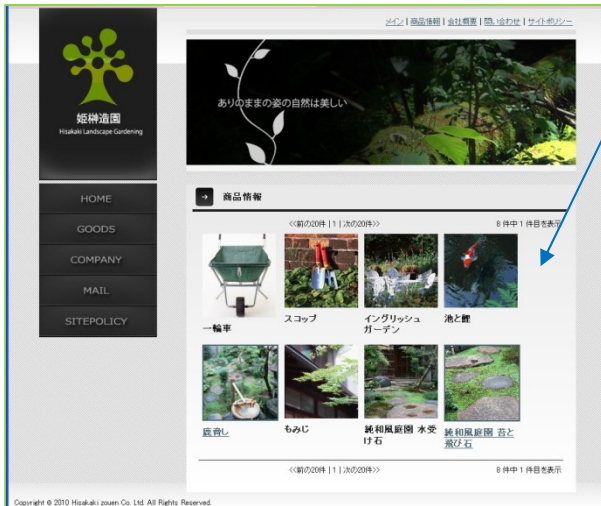 メイン | 商品情報 | 会社概要 | 問い合わせ | サイトポリシー
姫榊造園
Hisakaki Landscape Gardening
ありのままの姿の自然は美しい
HOME
GOODS
COMPANY
MAIL
SITEPOLICY
商品情報
<<前の20件 | 1 | 次の20件>> 8 件中 1 件目を表示
一輪車
スコップ
イングリッシュ
ガーデン
池と鯉
鹿脅し
もみじ
純和風庭園 水受
け石
純和風庭園 苔と
飛び石
<<前の20件 | 1 | 次の20件>> 8 件中 1 件目を表示
Copyright © 2010 Hisakaki zouen Co. Ltd. All Rights Reserved.